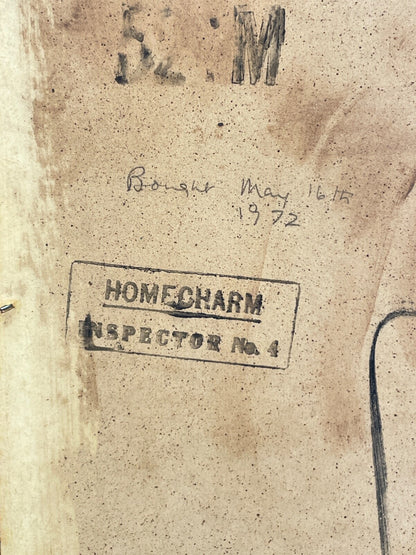 52:M
Bought May 16th
1972
HOMECHARM
INSPECTOR No. 4